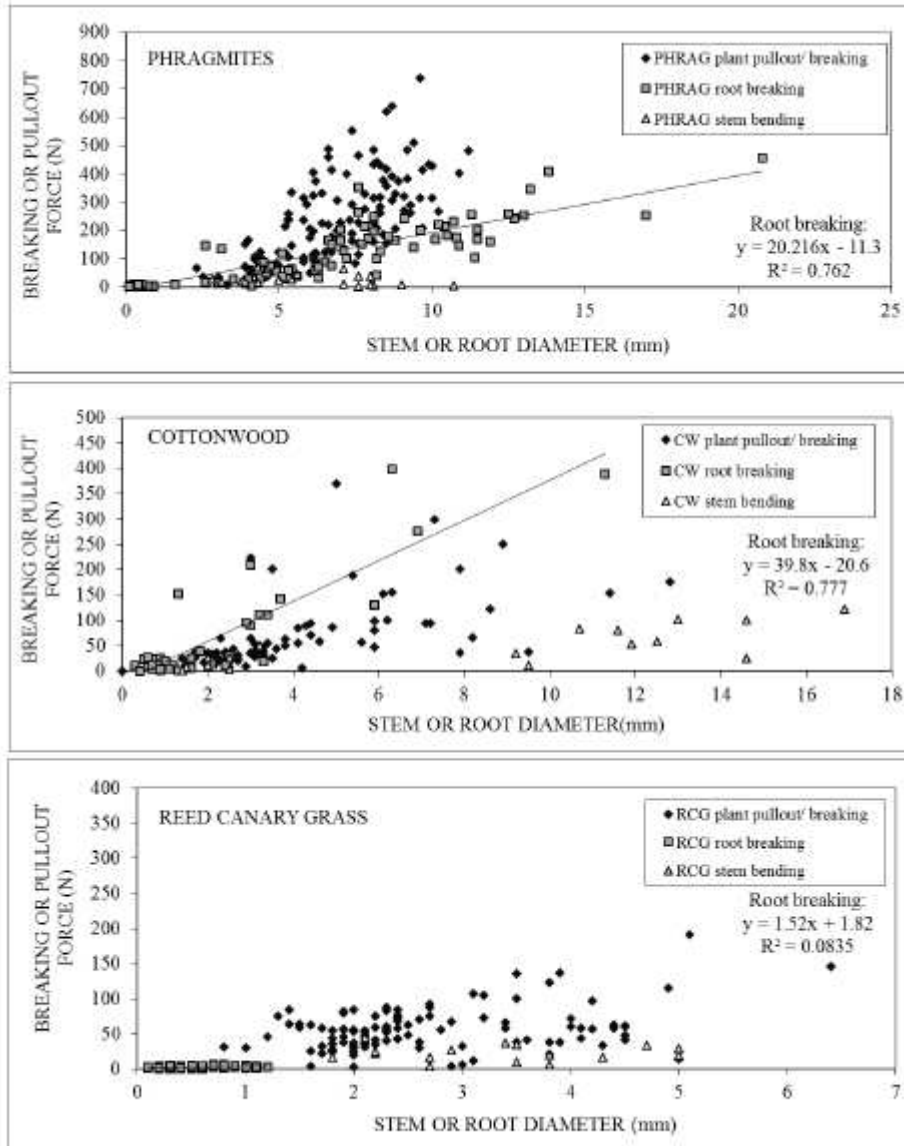 PHRAGMITES
◆ PHRAG plant pullout/ breaking
PHRAG root breaking
△ PHRAG stem bending
BREAKING OR PULLOUT
FORCE (N)
900
800
700
600
500
400
300
200
100
0
Root breaking:
y = 20.216x - 11.3
R² = 0.762
0 5 10 15 20 25
STEM OR ROOT DIAMETER (mm)
COTTONWOOD
◆ CW plant pullout/ breaking
CW root breaking
△ CW stem bending
BREAKING OR PULLOUT
FORCE (N)
500
450
400
350
300
250
200
150
100
50
0
Root breaking:
y = 39.8x - 20.6
R² = 0.777
0 2 4 6 8 10 12 14 16 18
STEM OR ROOT DIAMETER(mm)
REED CANARY GRASS
◆ RCG plant pullout/ breaking
RCG root breaking
△ RCG stem bending
BREAKING OR PULLOUT
FORCE (N)
400
350
300
250
200
150
100
50
0
Root breaking:
y = 1.52x + 1.82
R² = 0.0835
0 1 2 3 4 5 6 7
STEM OR ROOT DIAMETER (mm)